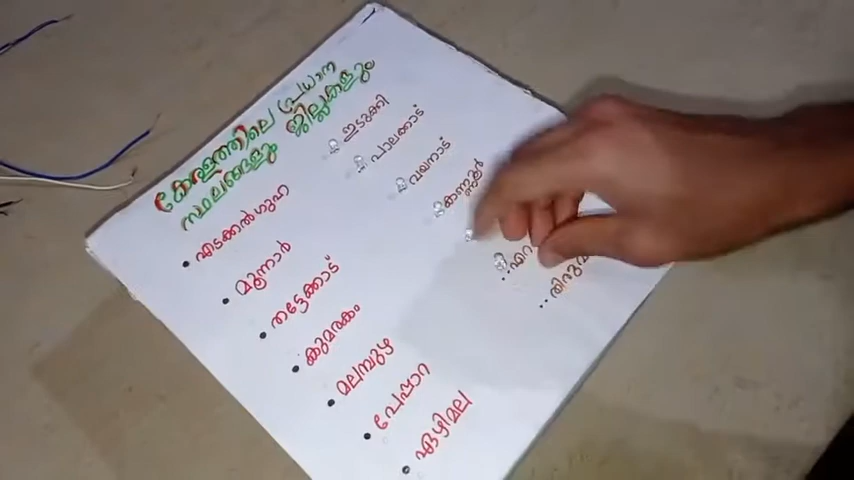 കേരളത്തിലെ പ്രധാന
സ്ഥലങ്ങളും ജില്ലകളും
എടക്കൽഗുഹ
ഇടുക്കി
മൂന്നാർ
പാലക്കാട്
തട്ടേക്കാട്
വയനാട്
കുമരകം
കണ്ണൂർ
മലമ്പുഴ
പേപ്പാറ
ഏഴിമല